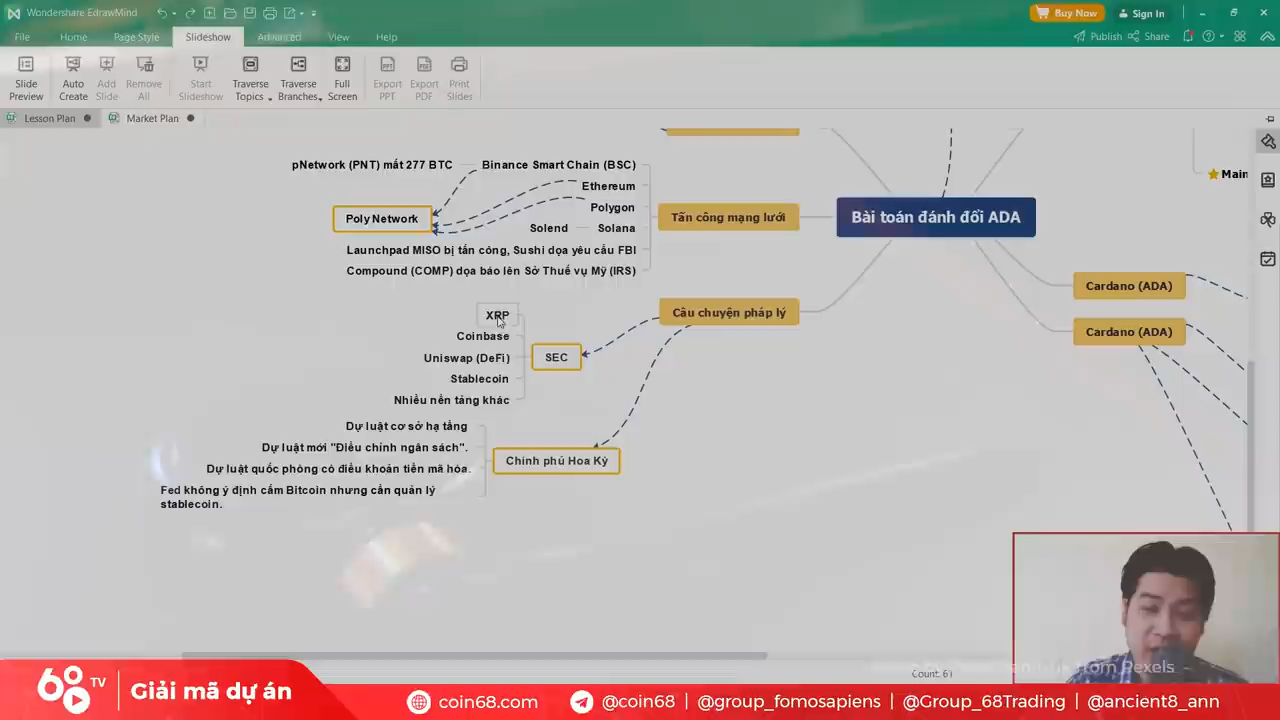 Wondershare EdrawMind
Buy Now
Sign In
File
Home
Page Style
Slideshow
Advanced
View
Help
Publish
Share
Slide Preview
Auto Create
Add Slide
Remove All
Start Slideshow
Traverse Topics
Traverse Branches
Full Screen
Export PPT
Export PDF
Print Slides
Lesson Plan
Market Plan
pNetwork (PNT) mất 277 BTC
Binance Smart Chain (BSC)
Ethereum
Polygon
Poly Network
Solend
Solana
Launchpad MISO bị tấn công, Sushi dọa yêu cầu FBI
Compound (COMP) dọa báo lên Sở Thuế vụ Mỹ (IRS)
Tấn công mạng lưới
Bài toán đánh đổi ADA
Main
Câu chuyện pháp lý
XRP
Coinbase
Uniswap (DeFi)
Stablecoin
Nhiều nền tảng khác
SEC
Cardano (ADA)
Cardano (ADA)
Dự luật cơ sở hạ tầng
Dự luật mới "Điều chỉnh ngân sách".
Dự luật quốc phòng có điều khoản tiền mã hóa.
Fed không ý định cấm Bitcoin nhưng cần quản lý
stablecoin.
Chính phủ Hoa Kỳ
from Pexels
Count: 61
68 TV
Giải mã dự án
coin68.com
@coin68 | @group_fomosapiens | @Group_68Trading | @ancient8_ann